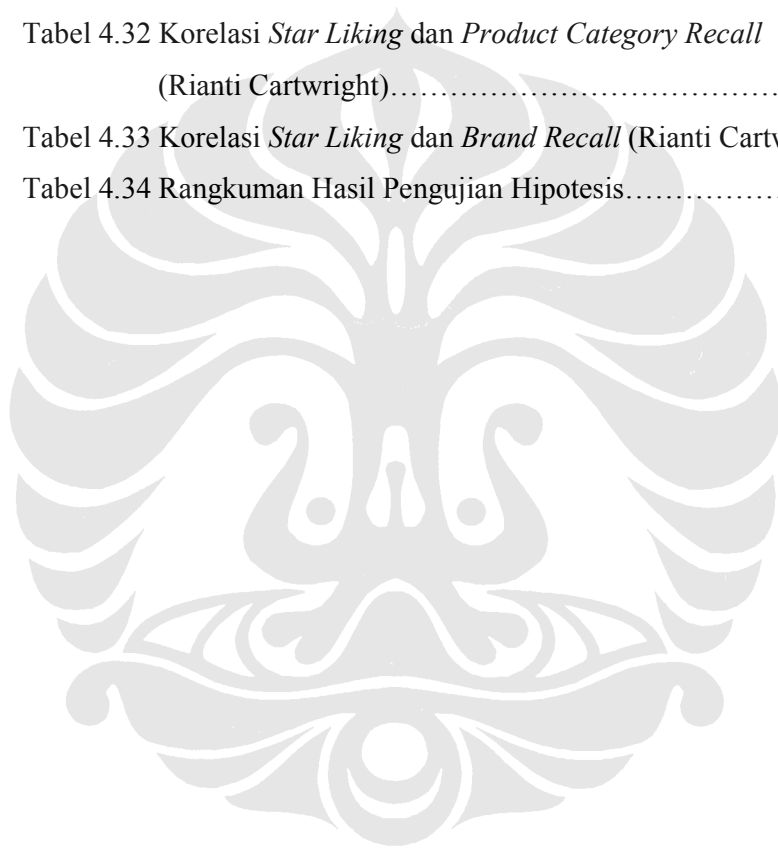 Tabel 4.32 Korelasi Star Liking dan Product Category Recall
(Rianti Cartwright)…………………………………
Tabel 4.33 Korelasi Star Liking dan Brand Recall (Rianti Cartw
Tabel 4.34 Rangkuman Hasil Pengujian Hipotesis……………